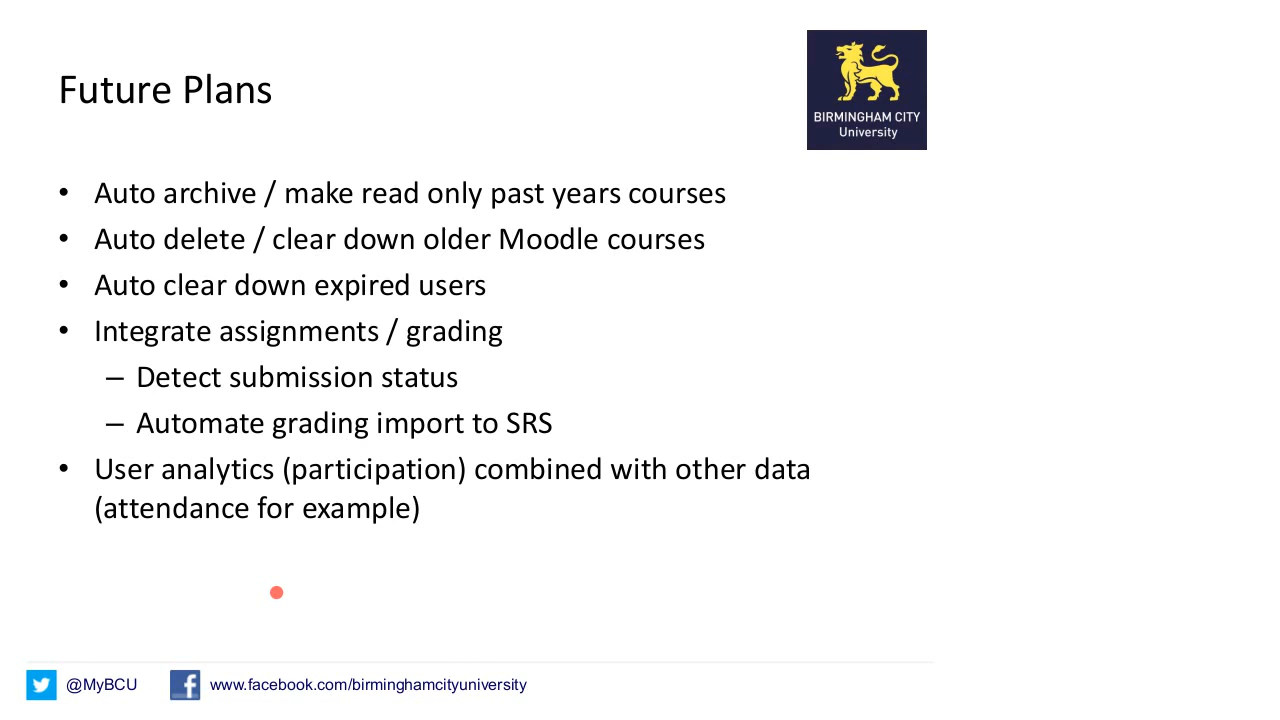 Future Plans
BIRMINGHAM CITY
University
• Auto archive / make read only past years courses
• Auto delete / clear down older Moodle courses
• Auto clear down expired users
• Integrate assignments / grading
– Detect submission status
– Automate grading import to SRS
• User analytics (participation) combined with other data
(attendance for example)
@MyBCU
www.facebook.com/birminghamcityuniversity